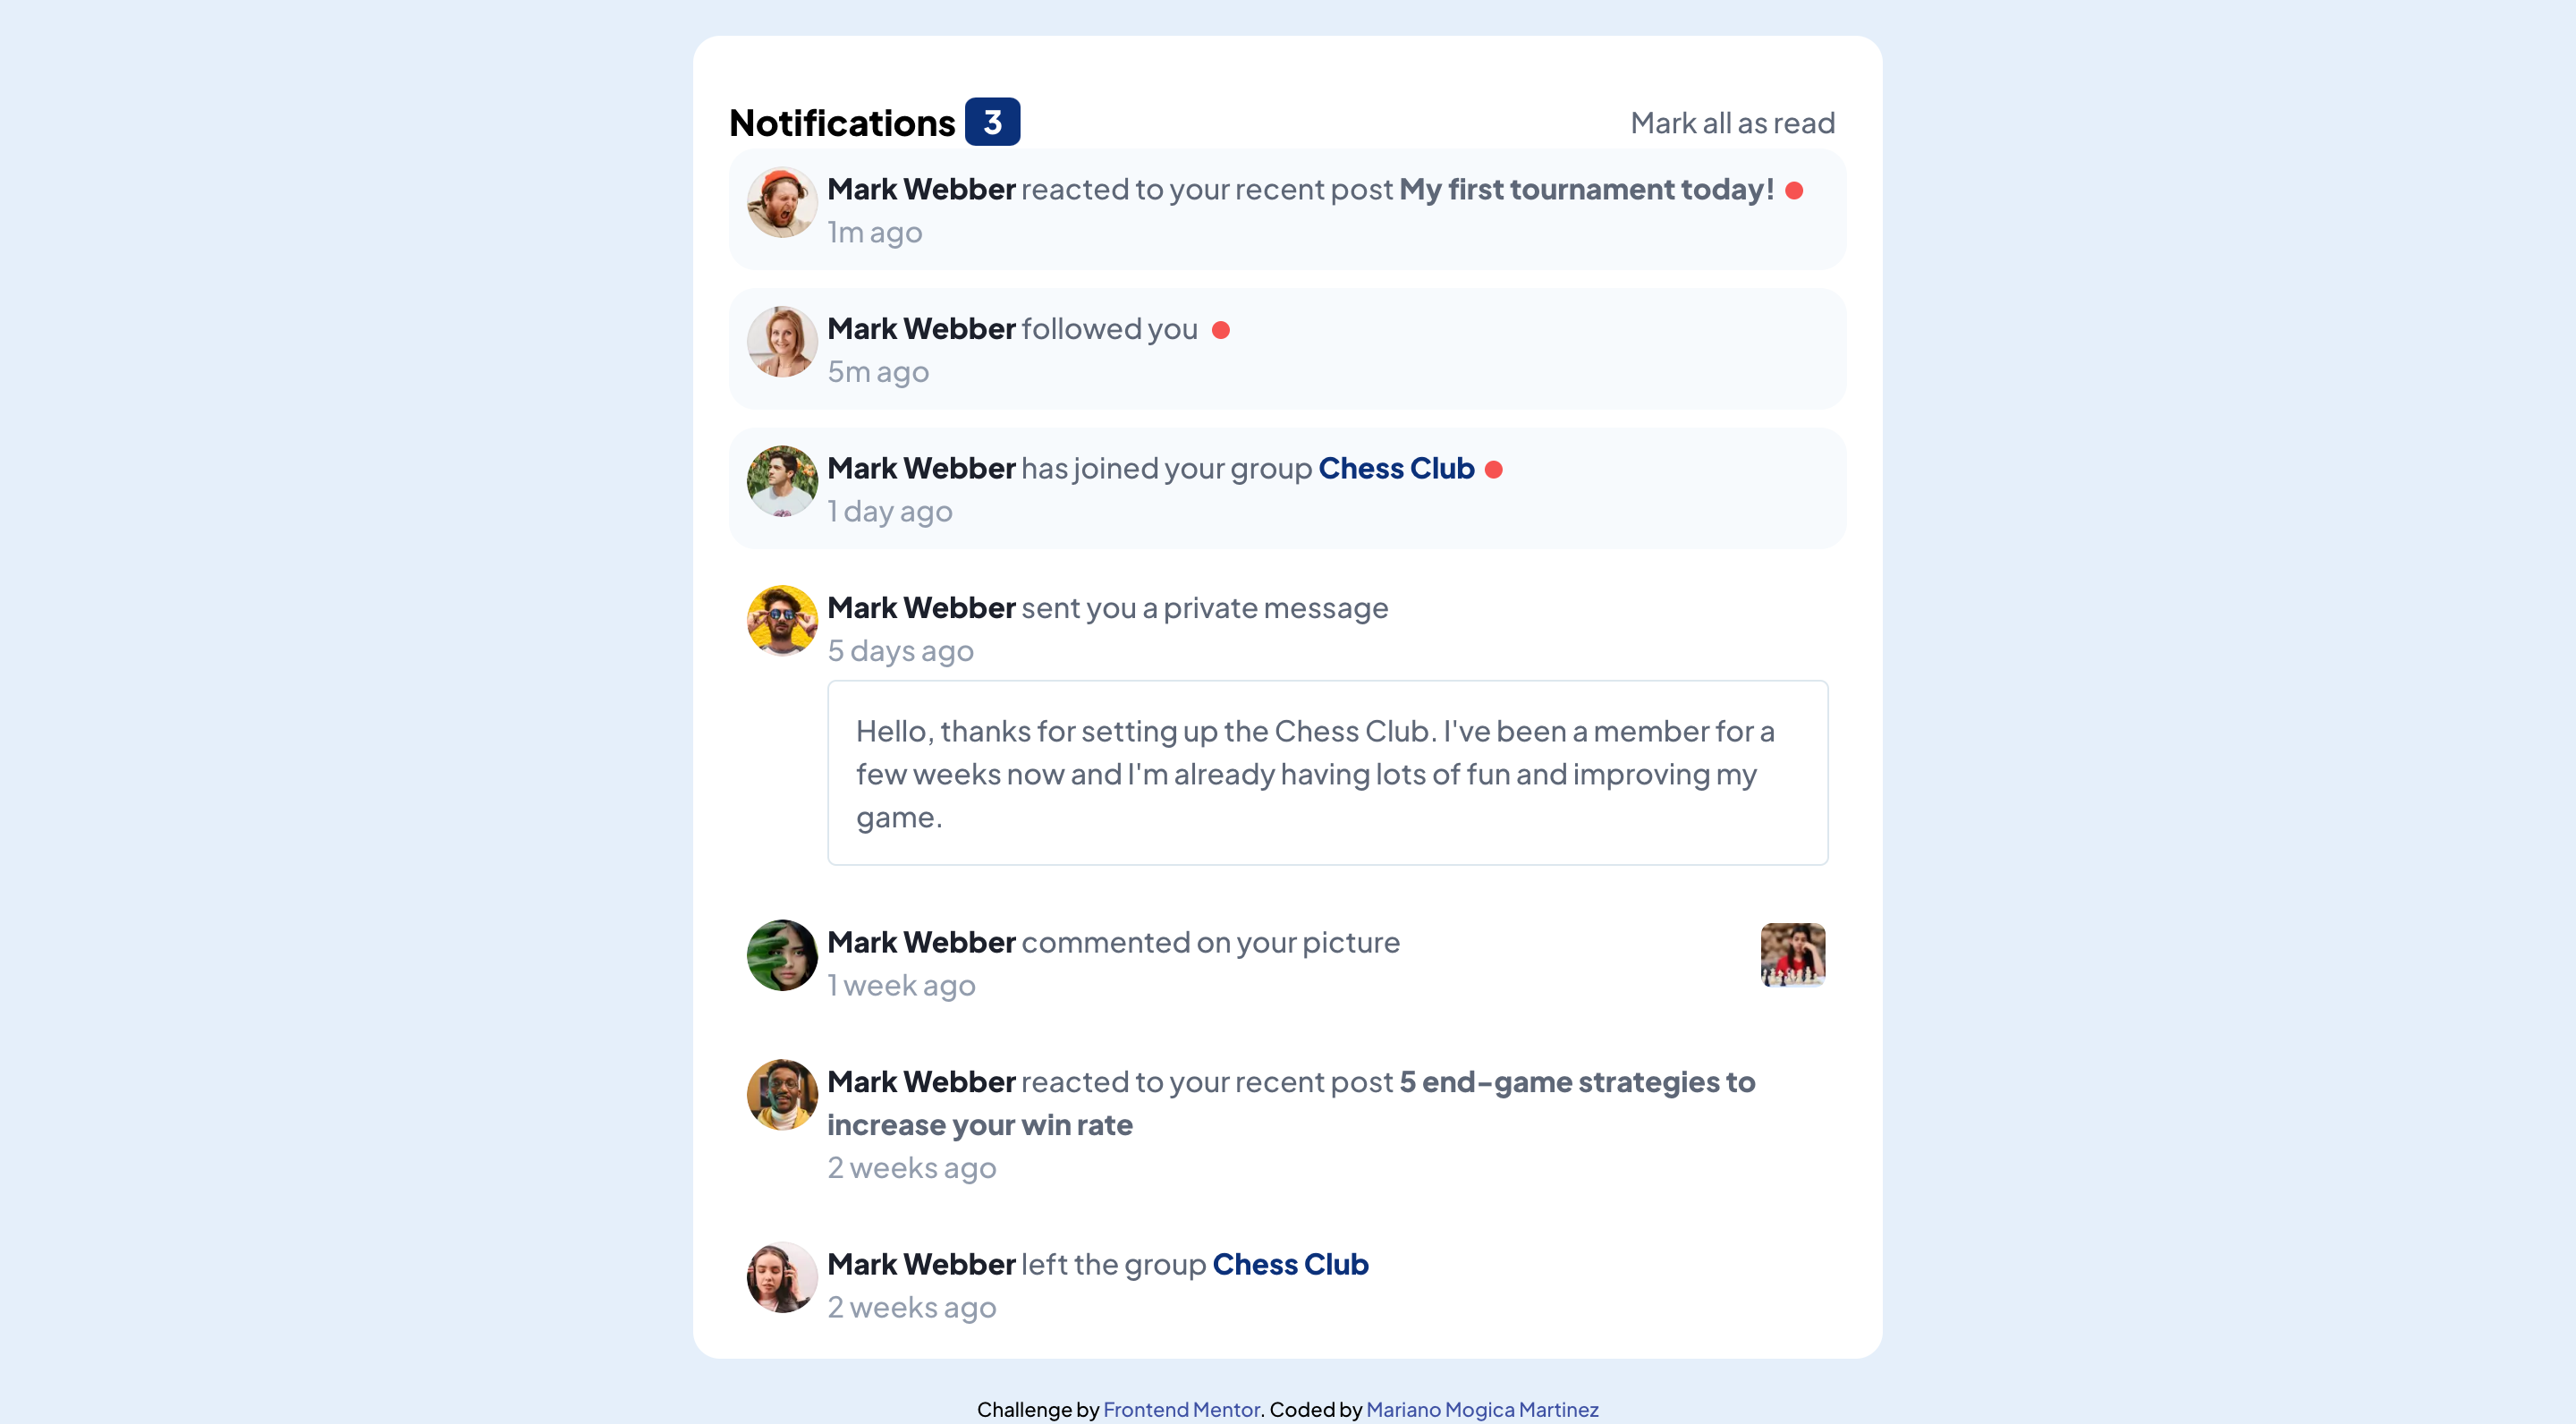 Notifications 3 Mark all as read
Mark Webber reacted to your recent post My first tournament today!
1m ago
Mark Webber followed you
5m ago
Mark Webber has joined your group Chess Club
1 day ago
Mark Webber sent you a private message
5 days ago
Hello, thanks for setting up the Chess Club. I've been a member for a
few weeks now and I'm already having lots of fun and improving my
game.
Mark Webber commented on your picture
1 week ago
Mark Webber reacted to your recent post 5 end-game strategies to
increase your win rate
2 weeks ago
Mark Webber left the group Chess Club
2 weeks ago
Challenge by Frontend Mentor. Coded by Mariano Mogica Martinez